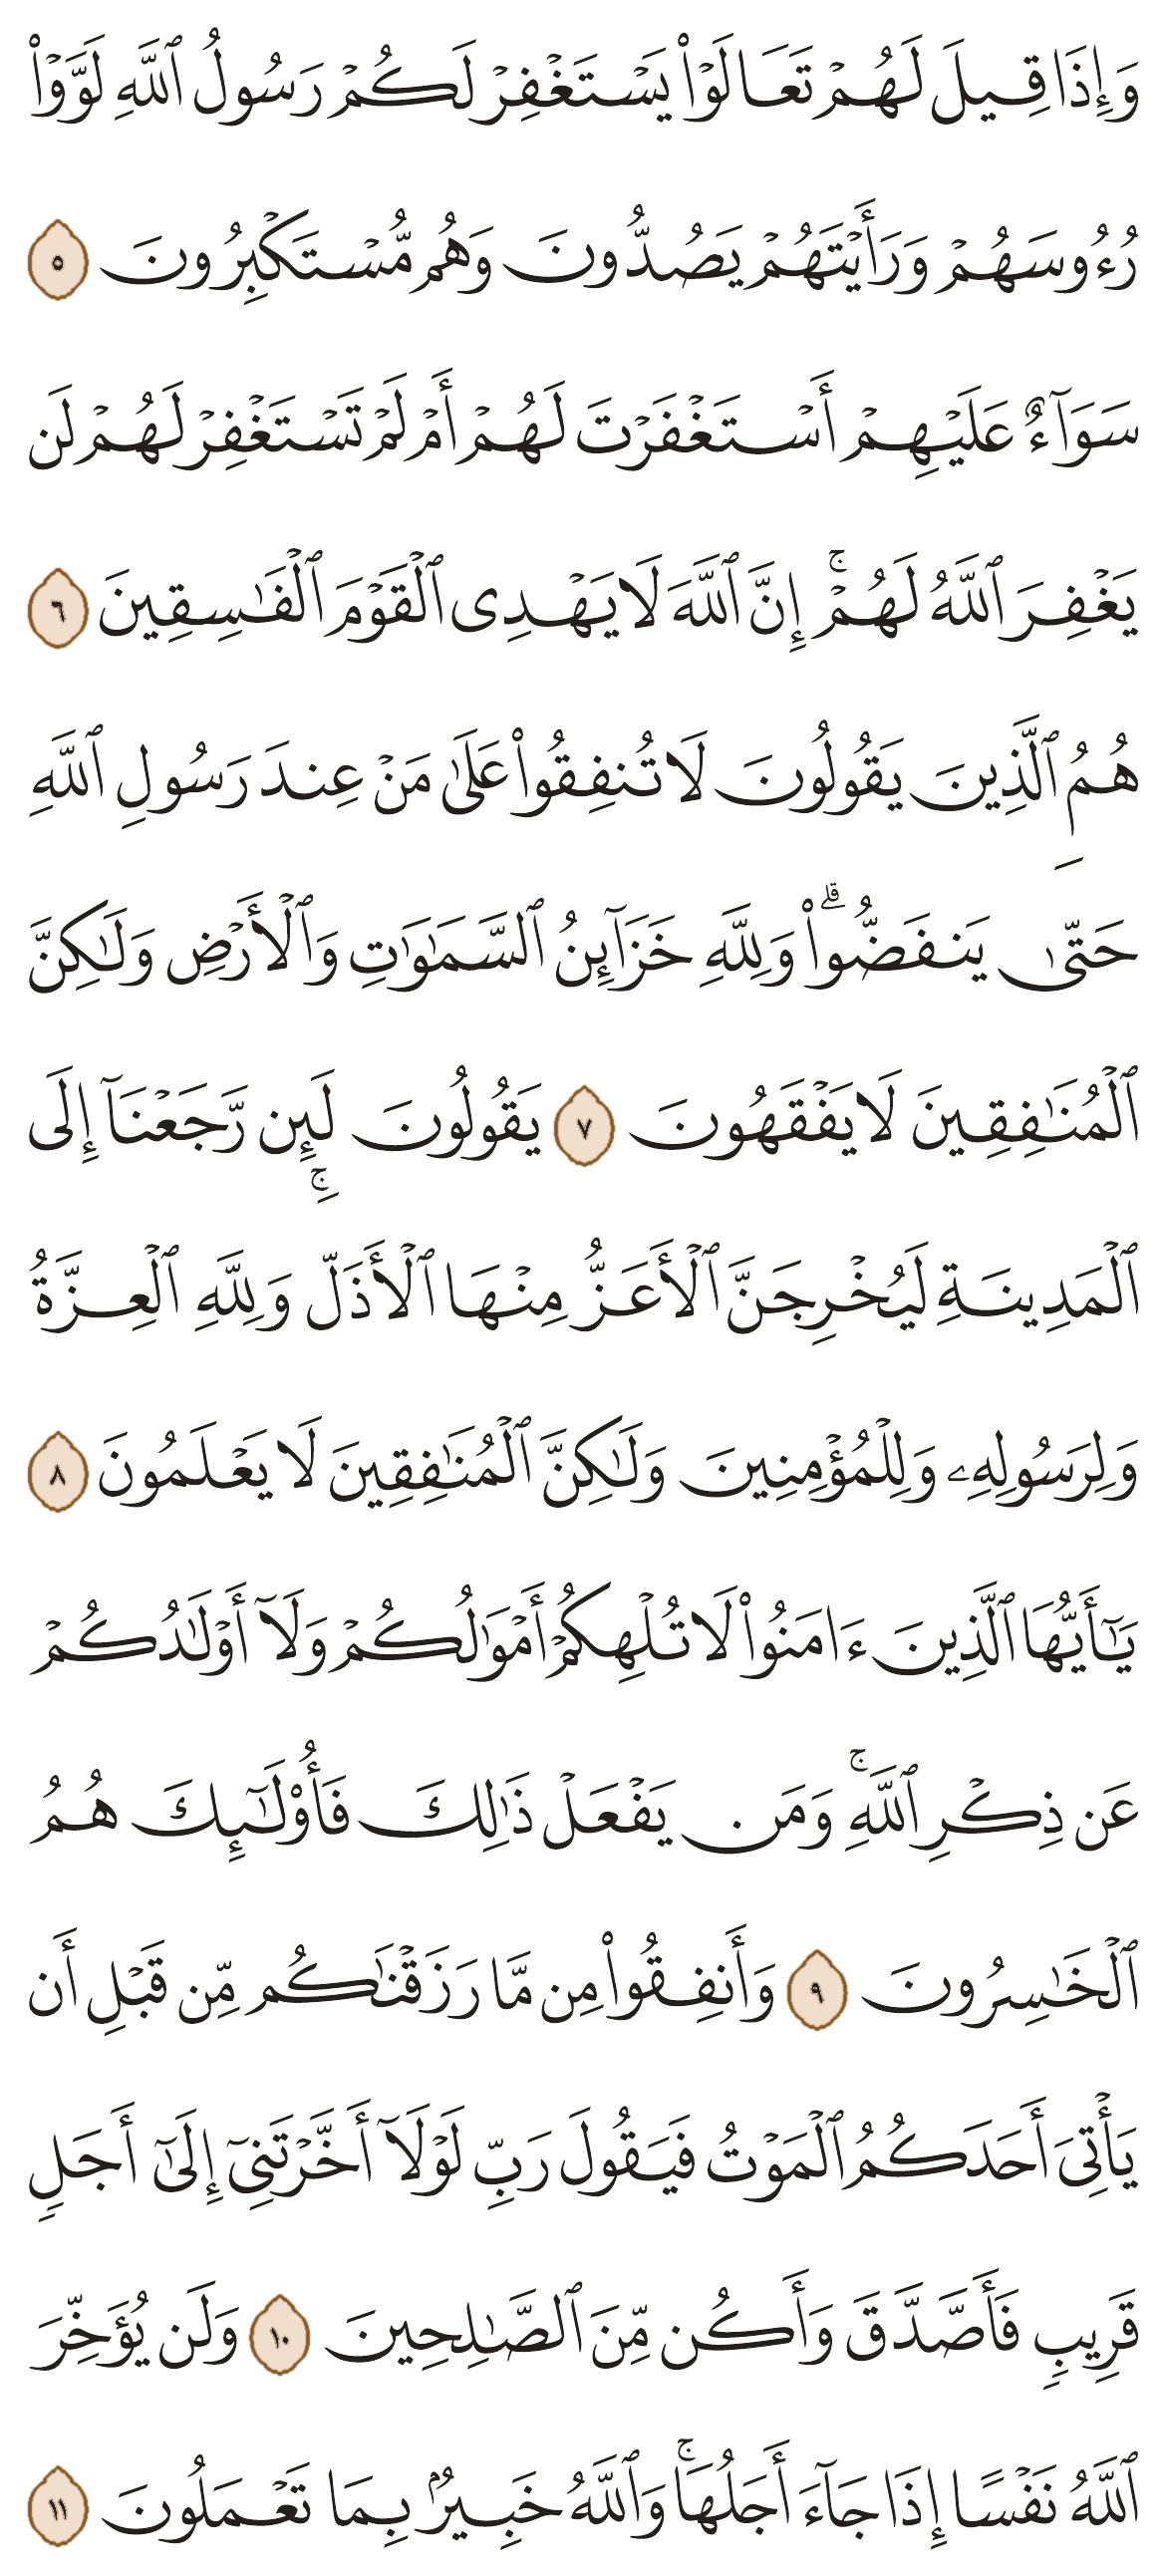 وَإِذَا قِيلَ لَهُمْ تَعَالَوْا۟ يَسْتَغْفِرْ لَكُمْ رَسُولُ ٱللَّهِ لَوَّوْا۟
رُءُوسَهُمْ وَرَأَيْتَهُمْ يَصُدُّونَ وَهُم مُّسْتَكْبِرُونَ ٥
سَوَآءٌ عَلَيْهِمْ أَسْتَغْفَرْتَ لَهُمْ أَمْ لَمْ تَسْتَغْفِرْ لَهُمْ لَن
يَغْفِرَ ٱللَّهُ لَهُمْ ۚ إِنَّ ٱللَّهَ لَا يَهْدِى ٱلْقَوْمَ ٱلْفَـٰسِقِينَ ٦
هُمُ ٱلَّذِينَ يَقُولُونَ لَا تُنفِقُوا۟ عَلَىٰ مَنْ عِندَ رَسُولِ ٱللَّهِ
حَتَّىٰ يَنفَضُّوا۟ ۗ وَلِلَّهِ خَزَآئِنُ ٱلسَّمَـٰوَٰتِ وَٱلْأَرْضِ وَلَـٰكِنَّ
ٱلْمُنَـٰفِقِينَ لَا يَفْقَهُونَ ٧ يَقُولُونَ لَئِن رَّجَعْنَآ إِلَى
ٱلْمَدِينَةِ لَيُخْرِجَنَّ ٱلْأَعَزُّ مِنْهَا ٱلْأَذَلَّ ۚ وَلِلَّهِ ٱلْعِزَّةُ
وَلِرَسُولِهِۦ وَلِلْمُؤْمِنِينَ وَلَـٰكِنَّ ٱلْمُنَـٰفِقِينَ لَا يَعْلَمُونَ ٨
يَـٰٓأَيُّهَا ٱلَّذِينَ ءَامَنُوا۟ لَا تُلْهِكُمْ أَمْوَٰلُكُمْ وَلَآ أَوْلَـٰدُكُمْ
عَن ذِكْرِ ٱللَّهِ ۚ وَمَن يَفْعَلْ ذَٰلِكَ فَأُو۟لَـٰٓئِكَ هُمُ
ٱلْخَـٰسِرُونَ ٩ وَأَنفِقُوا۟ مِن مَّا رَزَقْنَـٰكُم مِّن قَبْلِ أَن
يَأْتِىَ أَحَدَكُمُ ٱلْمَوْتُ فَيَقُولَ رَبِّ لَوْلَآ أَخَّرْتَنِىٓ إِلَىٰٓ أَجَلٍ
قَرِيبٍ فَأَصَّدَّقَ وَأَكُن مِّنَ ٱلصَّـٰلِحِينَ ١٠ وَلَن يُؤَخِّرَ
ٱللَّهُ نَفْسًا إِذَا جَآءَ أَجَلُهَا ۚ وَٱللَّهُ خَبِيرٌۢ بِمَا تَعْمَلُونَ ١١